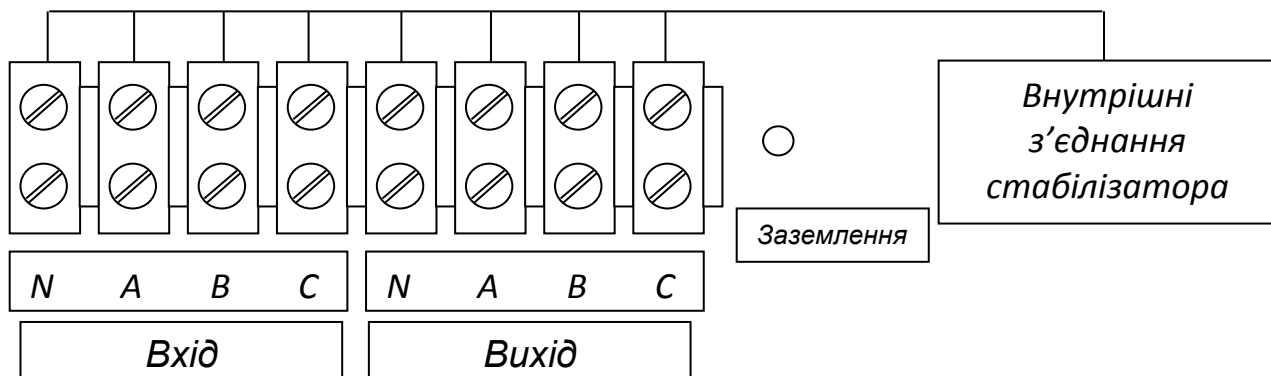 Внутрішні
з’єднання
стабілізатора
Заземлення
N A B C N A B C
Вхід Вихід